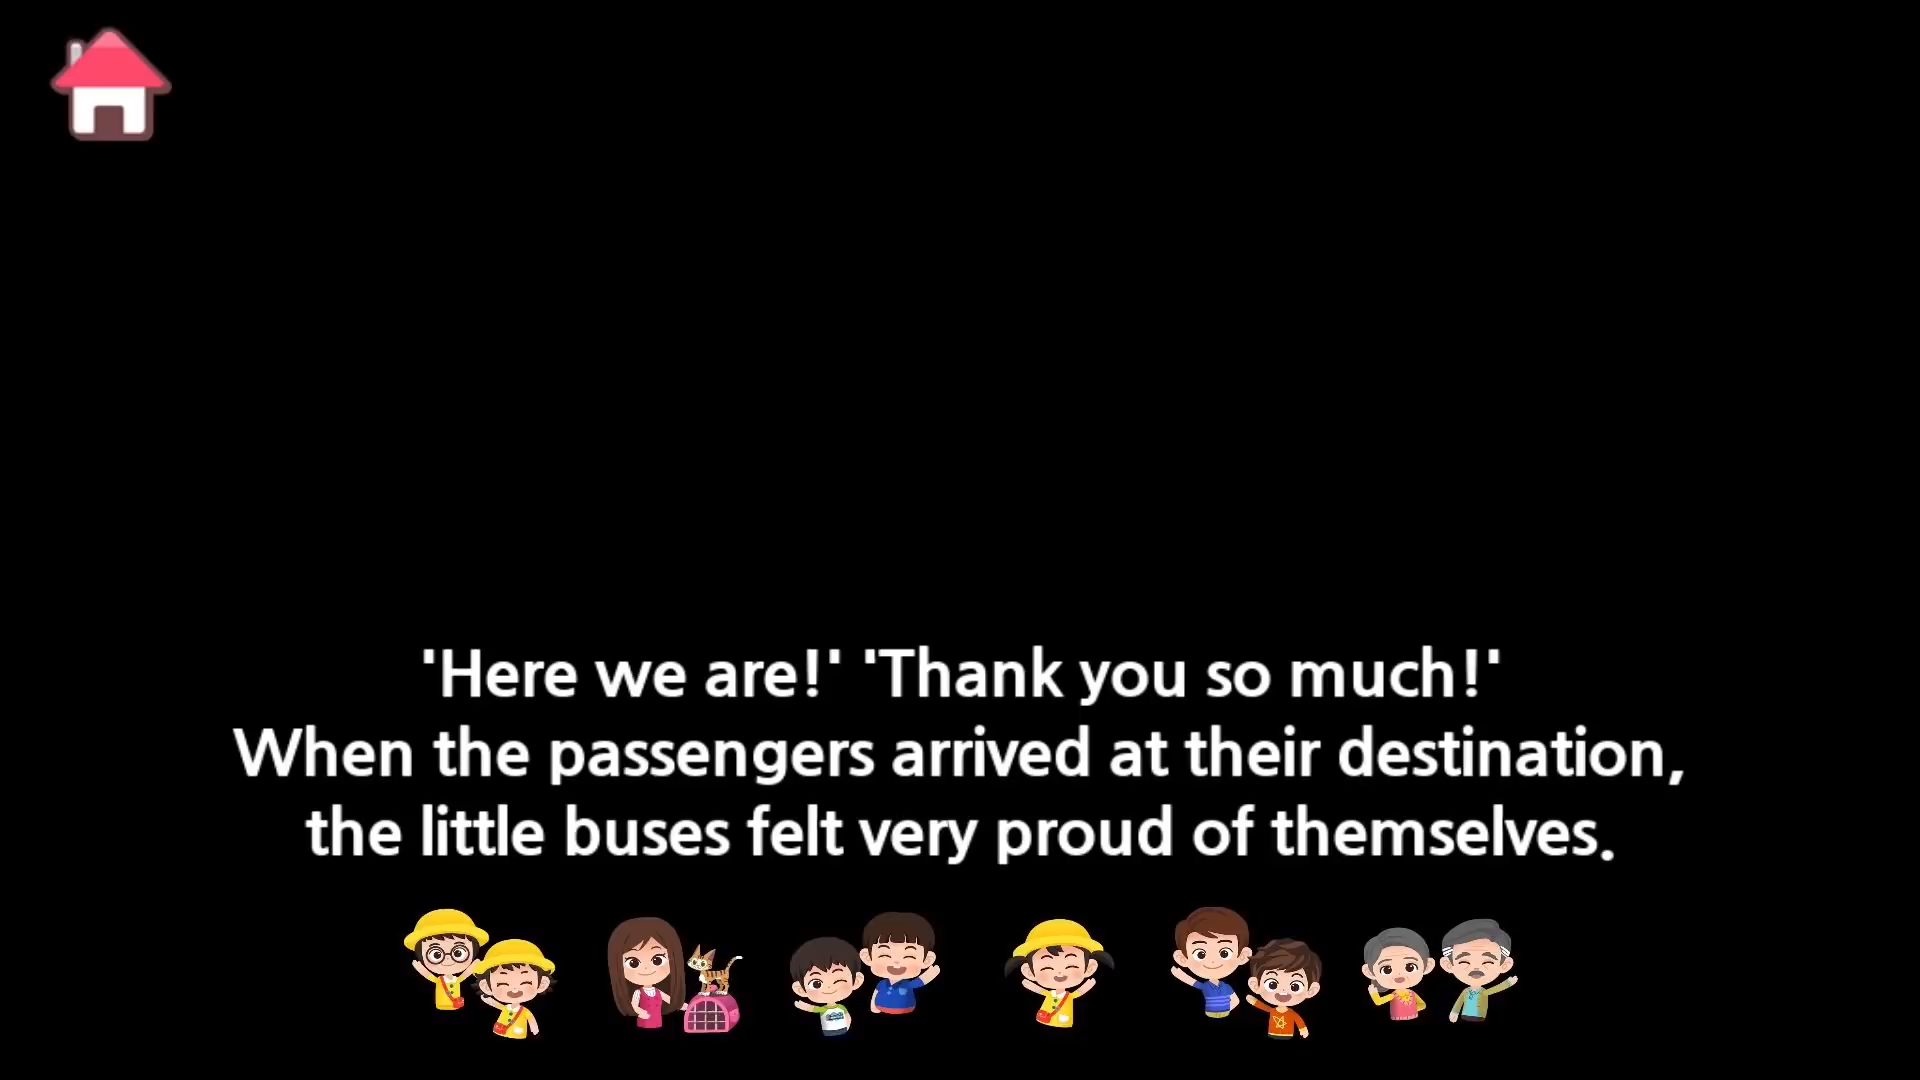 'Here we are!' 'Thank you so much!'
When the passengers arrived at their destination,
the little buses felt very proud of themselves.